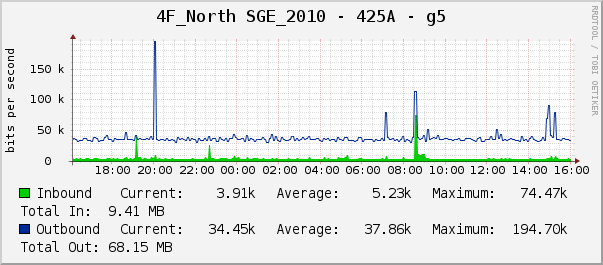 4F_North SGE_2010 - 425A - g5
RRDTOOL / TOBI OETIKER
bits per second
150 k
100 k
50 k
0
18:00 20:00 22:00 00:00 02:00 04:00 06:00 08:00 10:00 12:00 14:00 16:00
Inbound Current: 3.91k Average: 5.23k Maximum: 74.47k
Total In: 9.41 MB
Outbound Current: 34.45k Average: 37.86k Maximum: 194.70k
Total Out: 68.15 MB